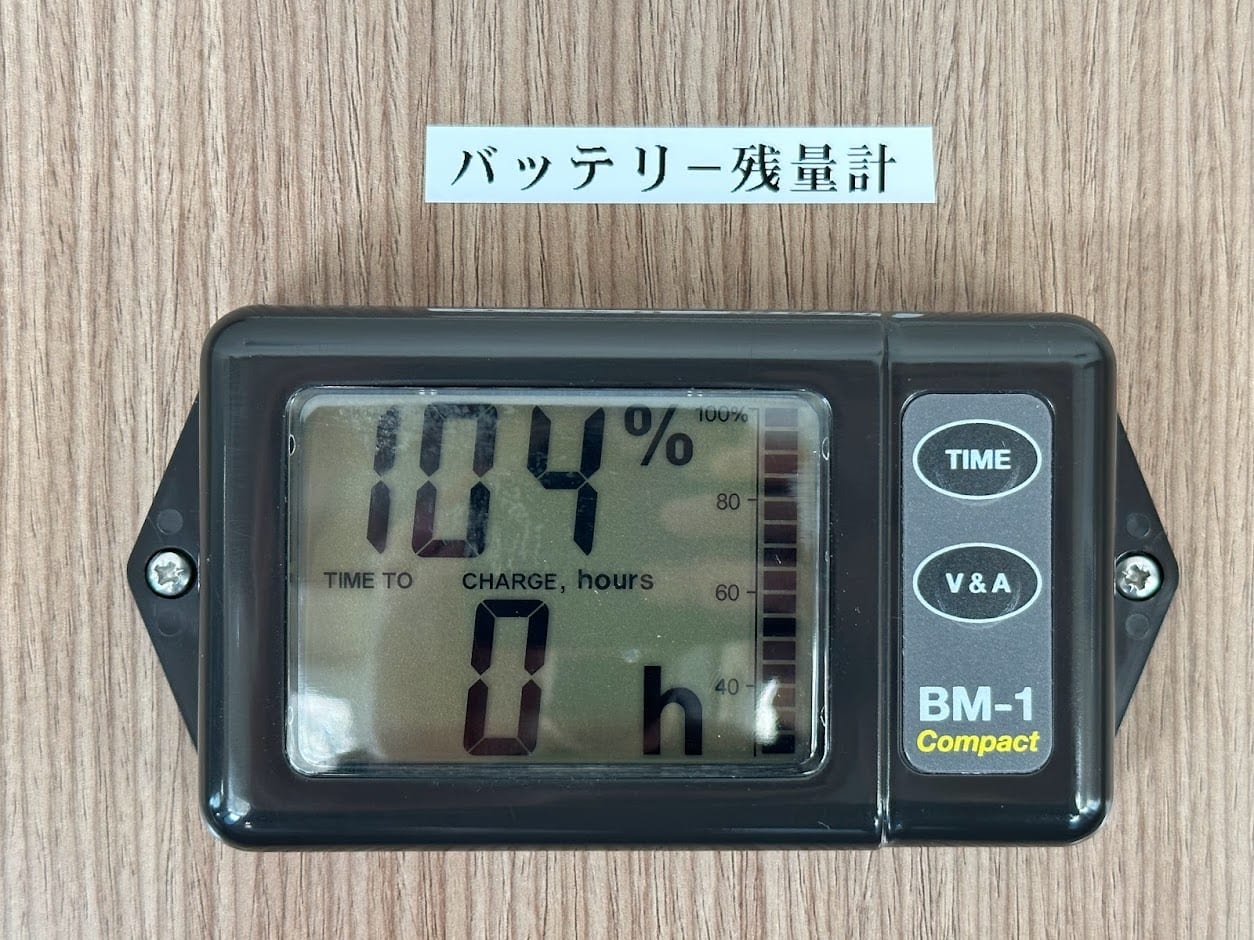 バッテリー残量計
104%
100%
80
TIME TO CHARGE, hours
60
0 h
40
TIME
V & A
BM-1
Compact